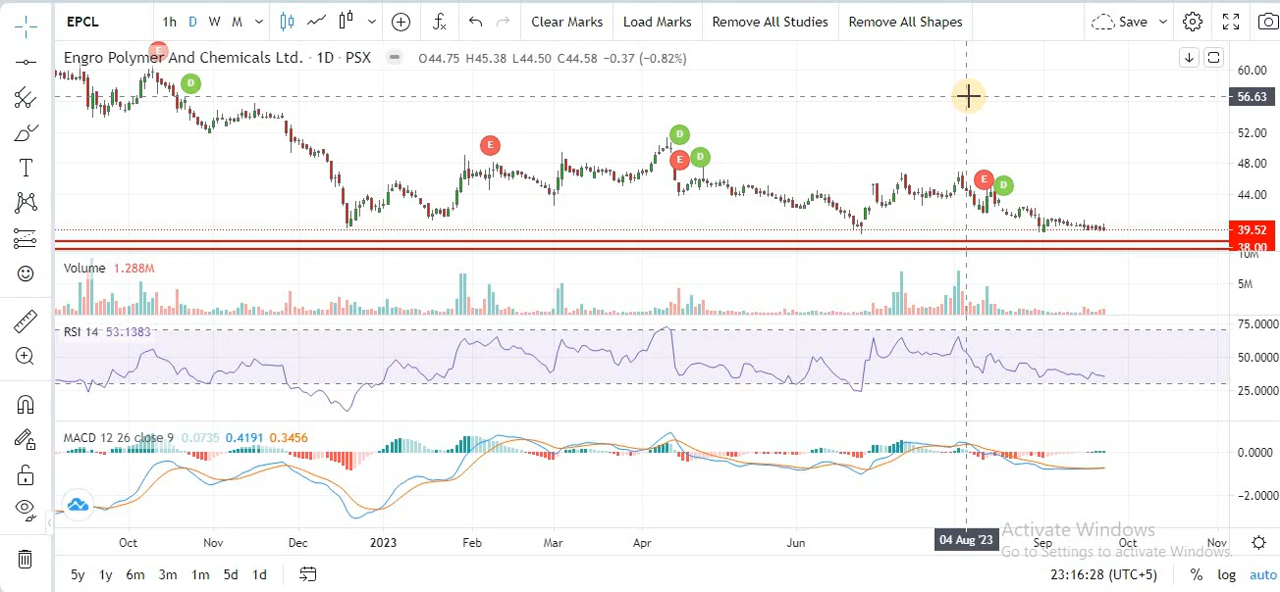 EPCL 1h D W M Save
Clear Marks Load Marks Remove All Studies Remove All Shapes
Engro Polymer And Chemicals Ltd. · 1D · PSX O44.75 H45.38 L44.50 C44.58 −0.37 (−0.82%)
E
D
E
D
E
D
E
D
60.00
56.63
52.00
48.00
44.00
39.52
38.00
10M
Volume 1.288M
5M
RSI 14 53.1383
75.0000
50.0000
25.0000
MACD 12 26 close 9 0.0735 0.4191 0.3456
0.0000
−2.0000
Oct Nov Dec 2023 Feb Mar Apr Jun 04 Aug '23 Sep Oct Nov
Activate Windows
Go to Settings to activate Windows.
5y 1y 6m 3m 1m 5d 1d 23:16:28 (UTC+5) % log auto